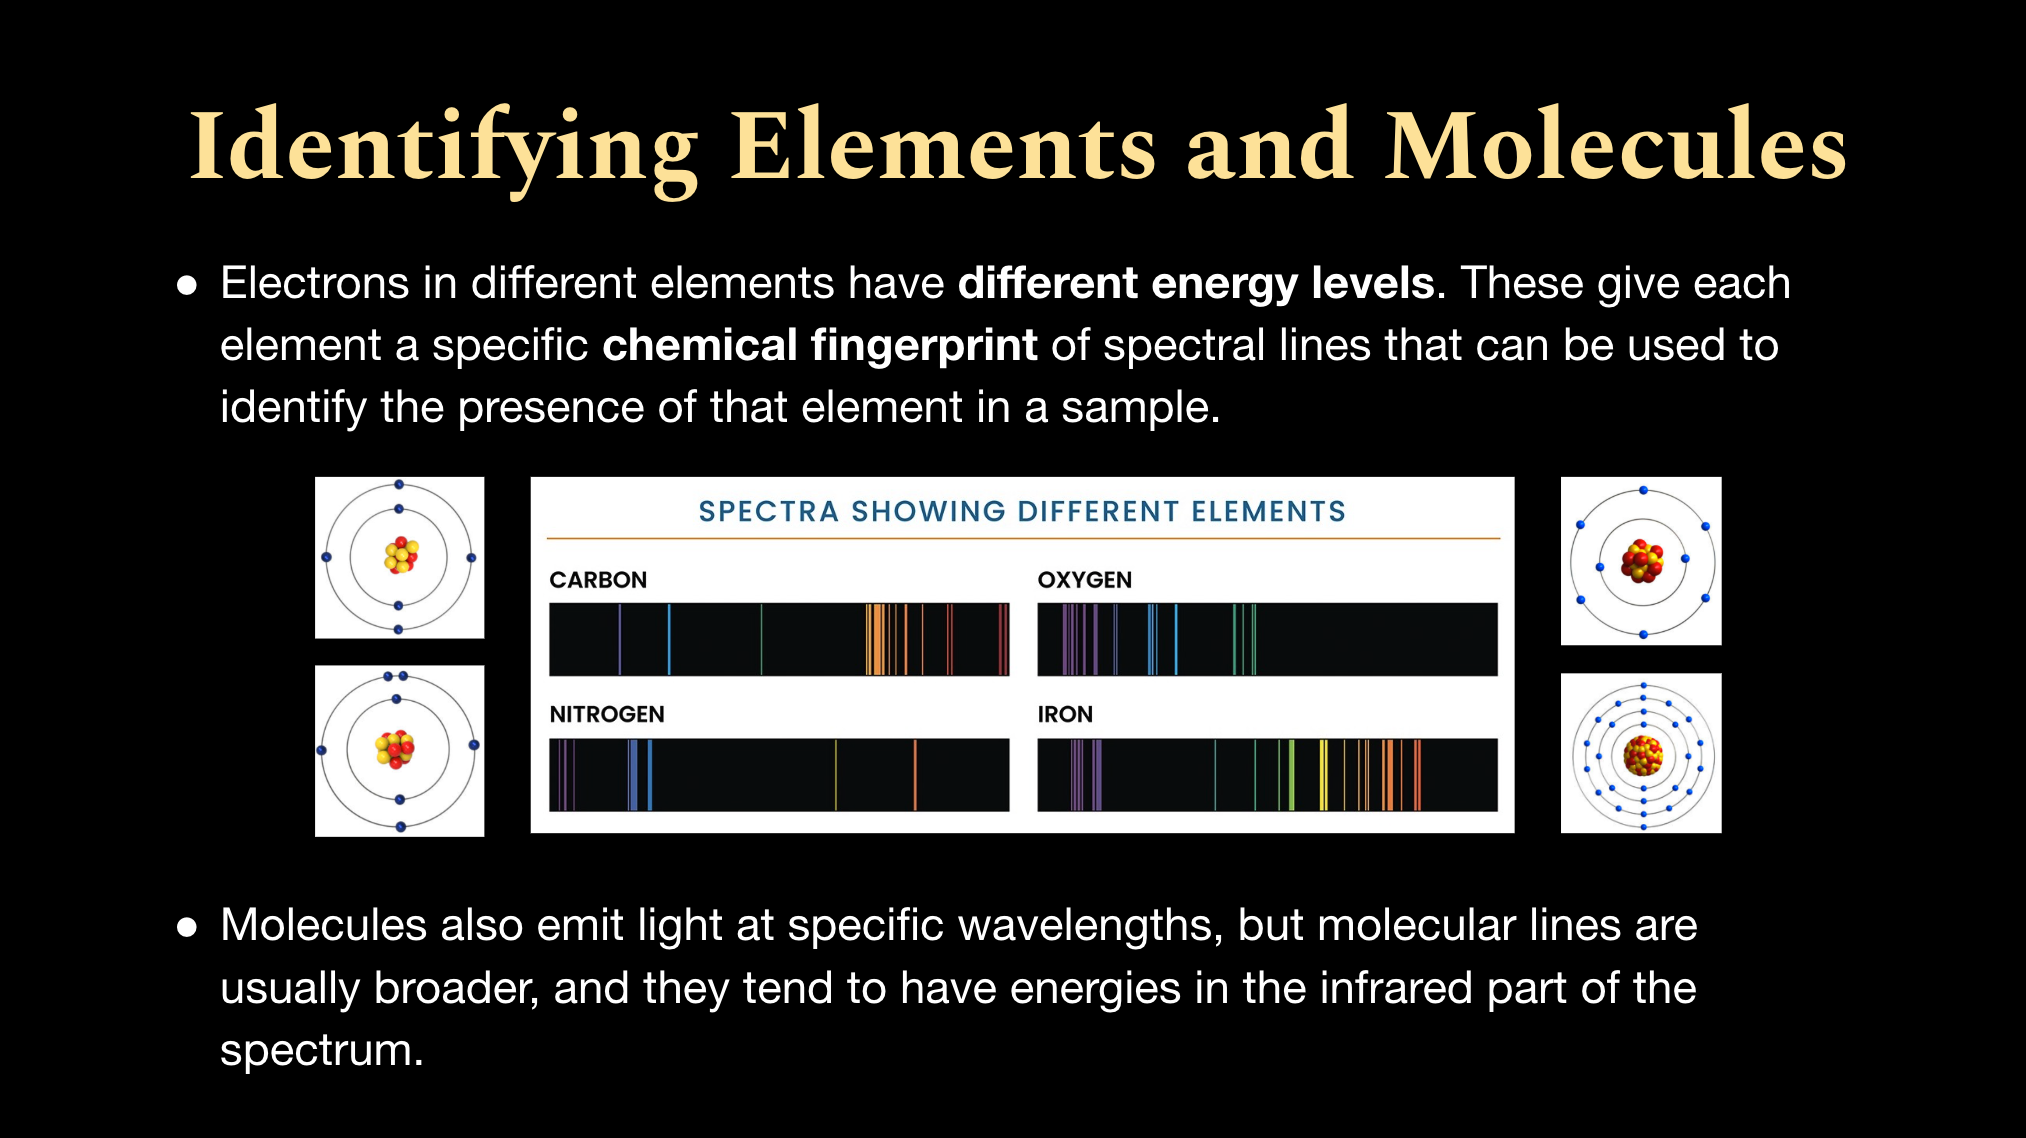 Identifying Elements and Molecules
● Electrons in different elements have different energy levels. These give each
element a specific chemical fingerprint of spectral lines that can be used to
identify the presence of that element in a sample.
SPECTRA SHOWING DIFFERENT ELEMENTS
CARBON
OXYGEN
NITROGEN
IRON
● Molecules also emit light at specific wavelengths, but molecular lines are
usually broader, and they tend to have energies in the infrared part of the
spectrum.